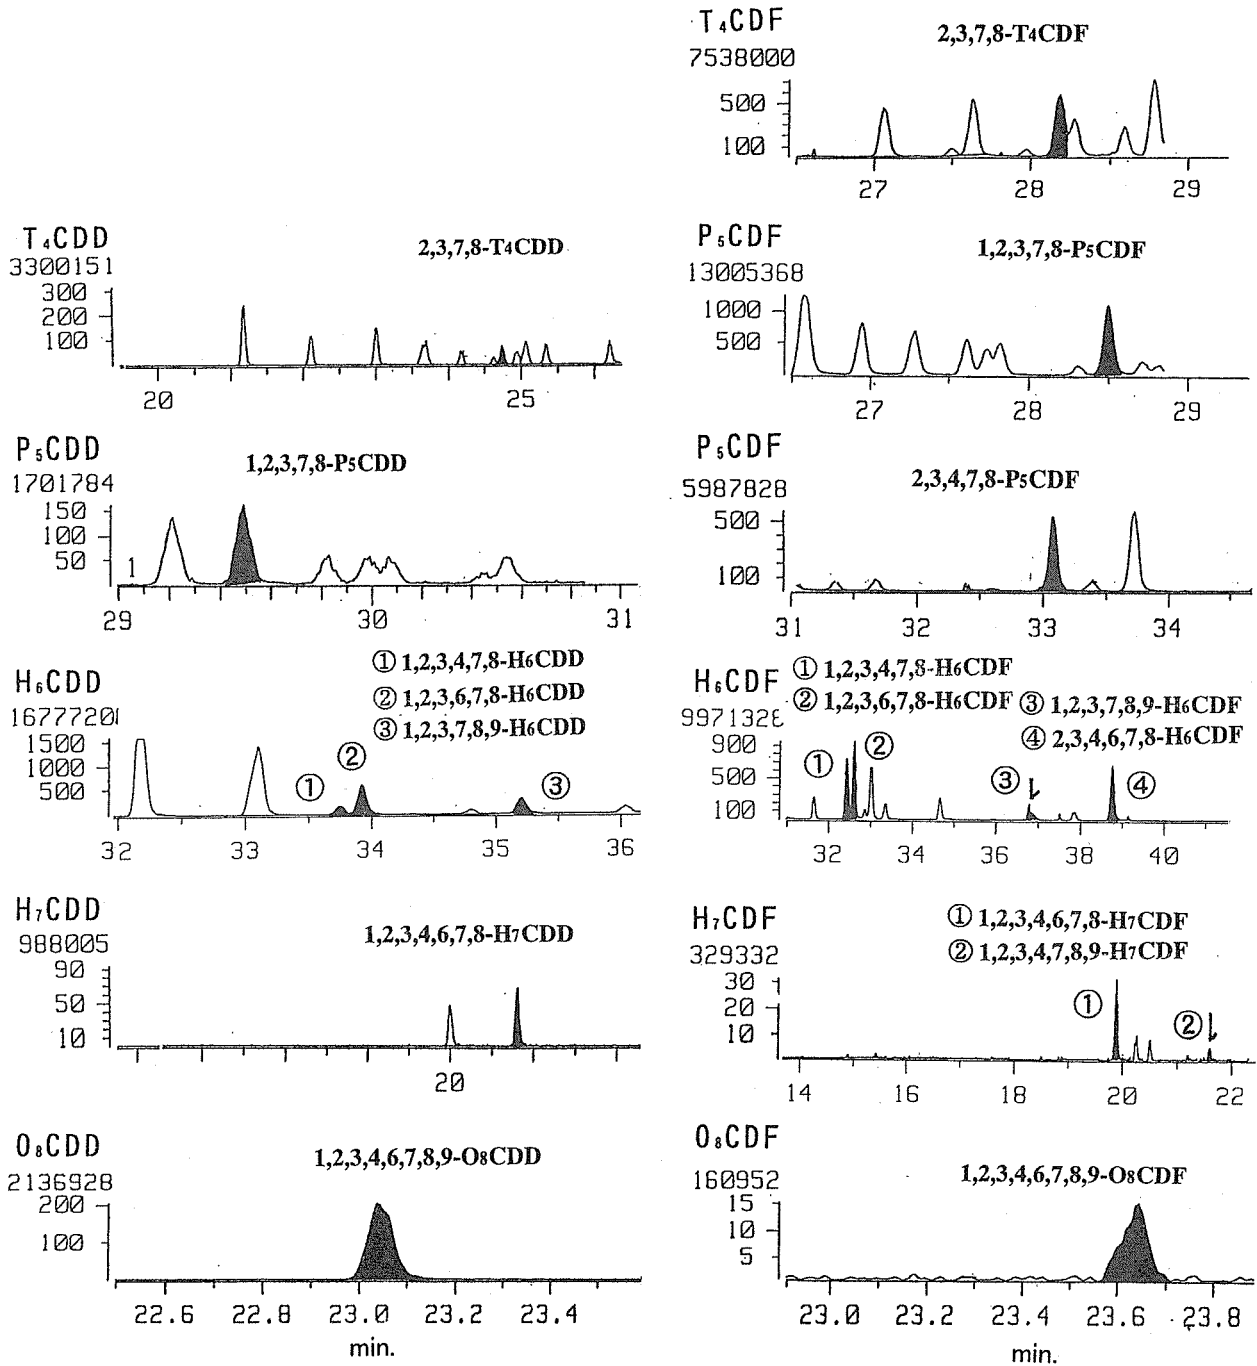 T4CDF
2,3,7,8-T4CDF
7538000
500
100
27 28 29
T4CDD
2,3,7,8-T4CDD
3300151
300
200
100
20 25
P5CDF
1,2,3,7,8-P5CDF
13005368
1000
500
27 28 29
P5CDD
1,2,3,7,8-P5CDD
1701784
150
100
50
1
29 30 31
P5CDF
2,3,4,7,8-P5CDF
5987828
500
100
31 32 33 34
H6CDD
① 1,2,3,4,7,8-H6CDD
② 1,2,3,6,7,8-H6CDD
③ 1,2,3,7,8,9-H6CDD
1677720
1500
1000
500
① ② ③
32 33 34 35 36
H6CDF
① 1,2,3,4,7,8-H6CDF
② 1,2,3,6,7,8-H6CDF
③ 1,2,3,7,8,9-H6CDF
④ 2,3,4,6,7,8-H6CDF
997132
900
500
100
① ② ③ ④
32 34 36 38 40
H7CDD
1,2,3,4,6,7,8-H7CDD
988005
90
50
10
20
H7CDF
① 1,2,3,4,6,7,8-H7CDF
② 1,2,3,4,7,8,9-H7CDF
329332
30
20
10
① ②
14 16 18 20 22
O8CDD
1,2,3,4,6,7,8,9-O8CDD
2136928
200
100
22.6 22.8 23.0 23.2 23.4
min.
O8CDF
1,2,3,4,6,7,8,9-O8CDF
160952
15
10
5
23.0 23.2 23.4 23.6 23.8
min.